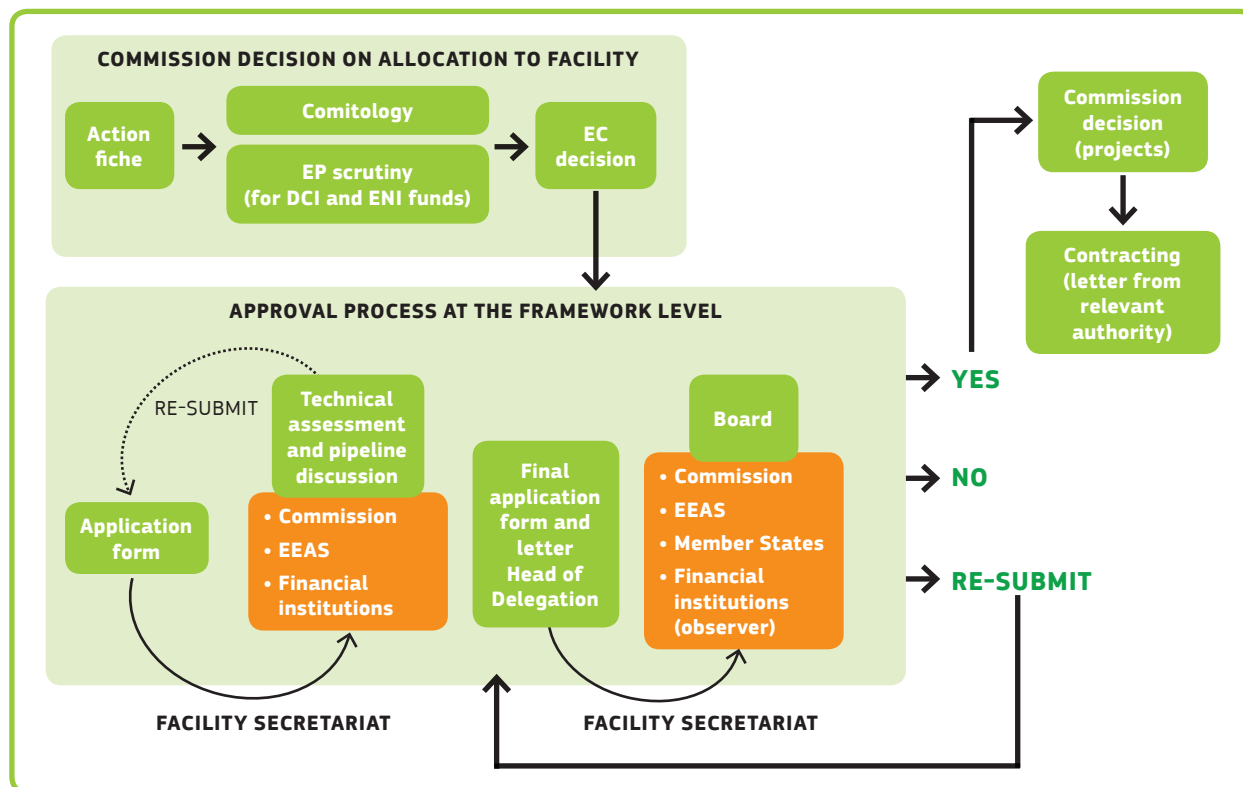 COMMISSION DECISION ON ALLOCATION TO FACILITY
Action
fiche
Comitology
EP scrutiny
(for DCI and ENI funds)
EC
decision
Commission
decision
(projects)
Contracting
(letter from
relevant
authority)
APPROVAL PROCESS AT THE FRAMEWORK LEVEL
RE-SUBMIT
Application
form
Technical
assessment
and pipeline
discussion
• Commission
• EEAS
• Financial
institutions
Final
application
form and
letter
Head of
Delegation
Board
• Commission
• EEAS
• Member States
• Financial
institutions
(observer)
YES
NO
RE-SUBMIT
FACILITY SECRETARIAT
FACILITY SECRETARIAT